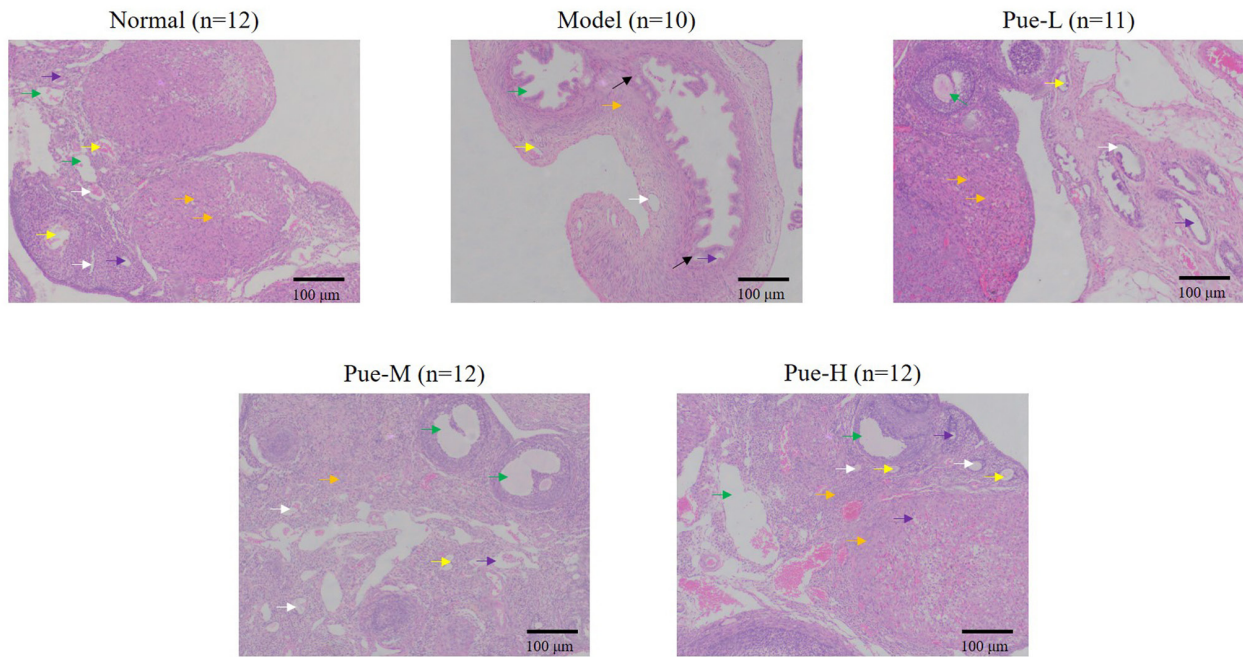 Normal (n=12)
Model (n=10)
Pue-L (n=11)
100 μm
100 μm
100 μm
Pue-M (n=12)
Pue-H (n=12)
100 μm
100 μm